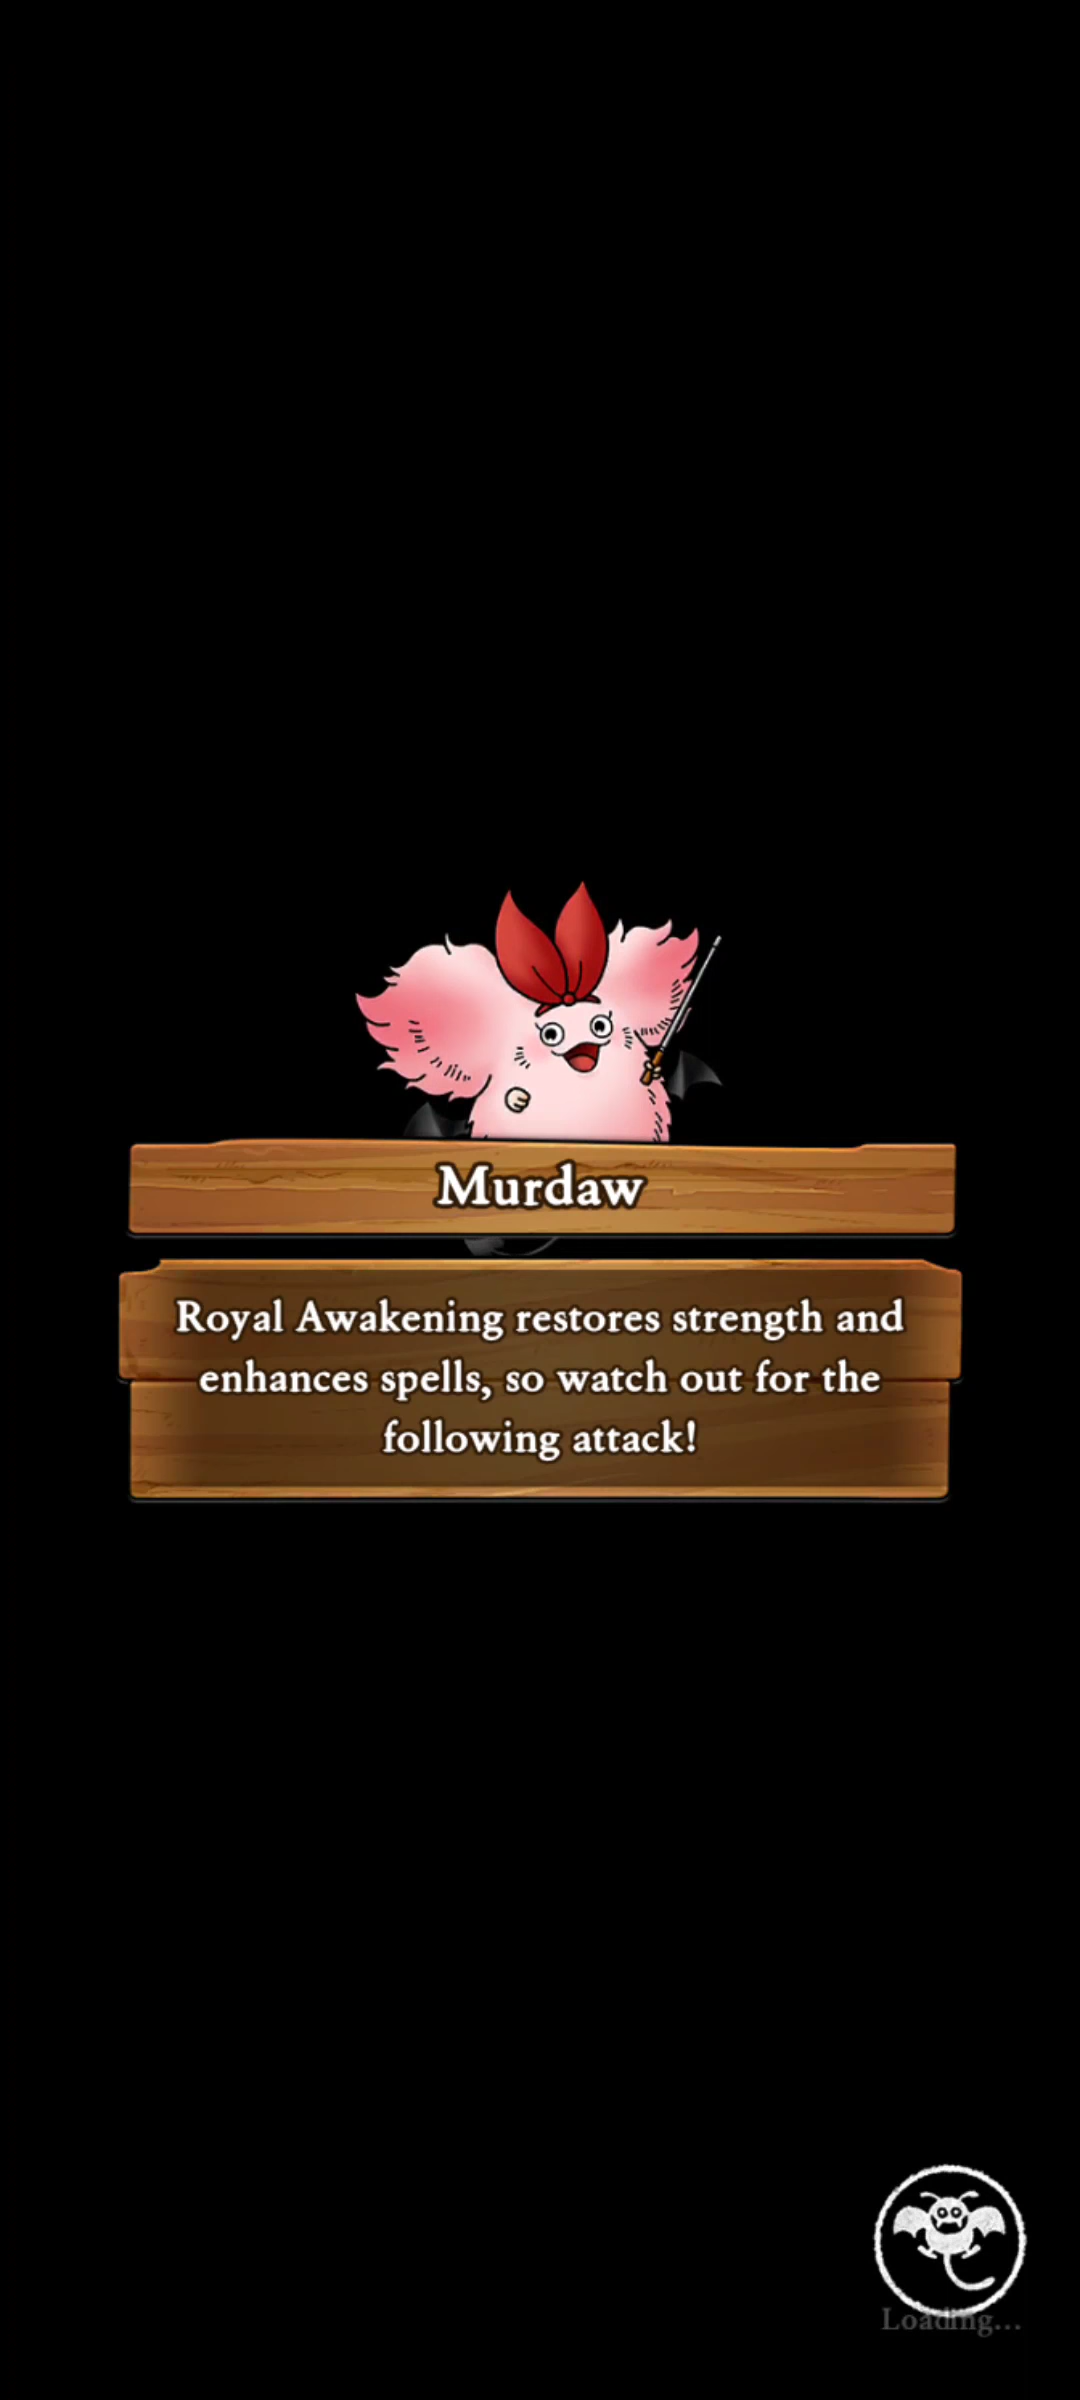 Murdaw
Royal Awakening restores strength and
enhances spells, so watch out for the
following attack!
Loading...